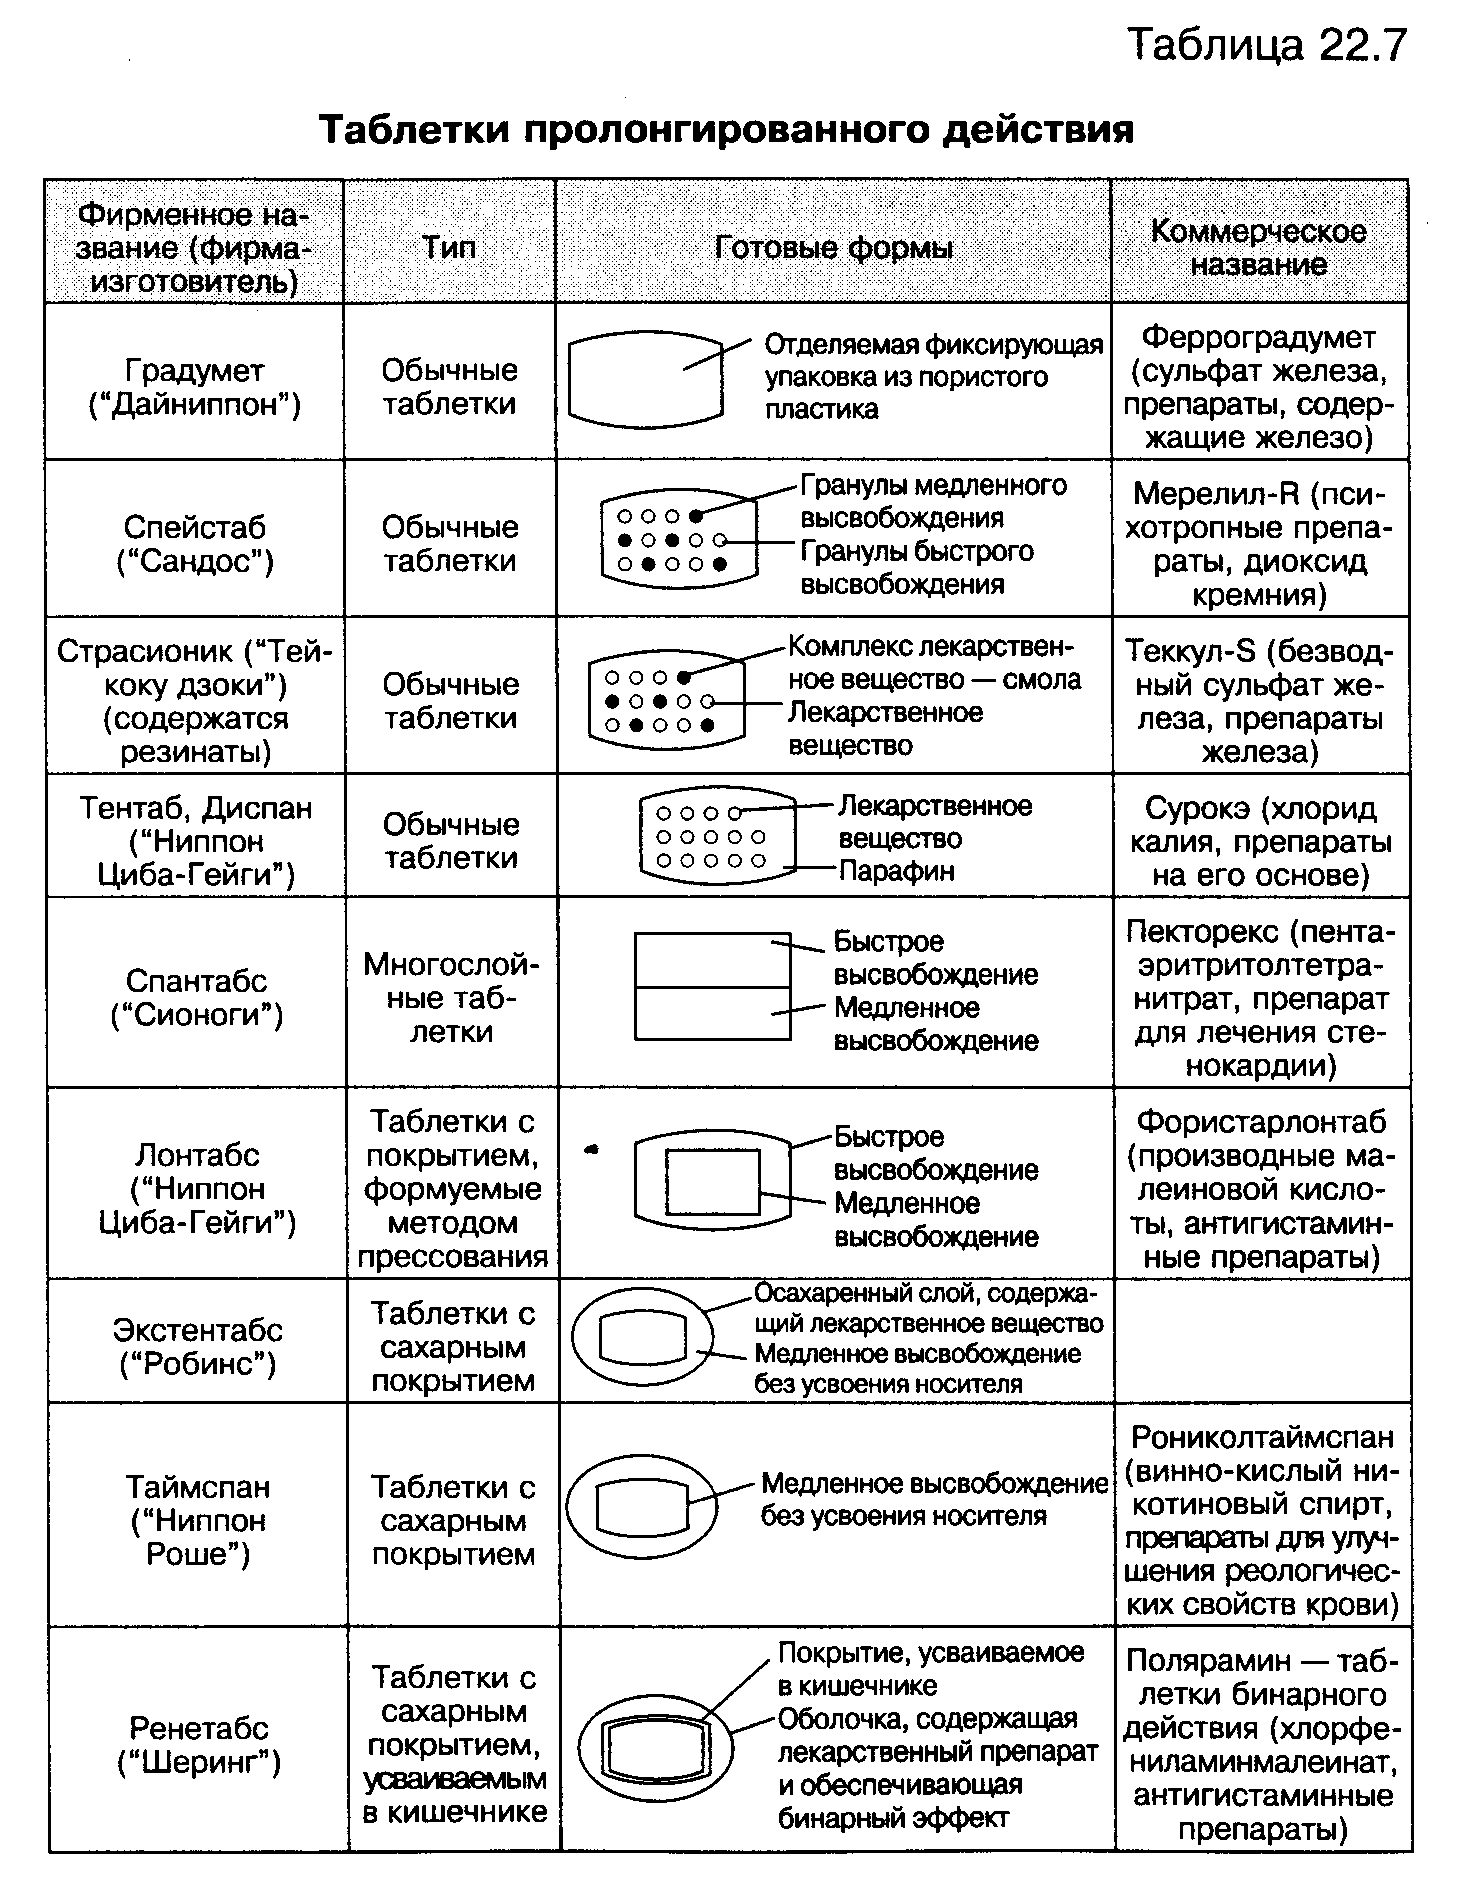 Таблица 22.7
Таблетки пролонгированного действия
Фирменное на-
звание (фирма-
изготовитель)
Тип
Готовые формы
Коммерческое
название
Градумет
(“Дайниппон”)
Обычные
таблетки
Отделяемая фиксирующая
упаковка из пористого
пластика
Ферроградумет
(сульфат железа,
препараты, содер-
жащие железо)
Спейстаб
(“Сандос”)
Обычные
таблетки
Гранулы медленного
высвобождения
Гранулы быстрого
высвобождения
Мерелил-R (пси-
хотропные препа-
раты, диоксид
кремния)
Страсионик (“Тей-
коку дзоки”)
(содержатся
резинаты)
Обычные
таблетки
Комплекс лекарствен-
ное вещество — смола
Лекарственное
вещество
Теккул-S (безвод-
ный сульфат же-
леза, препараты
железа)
Тентаб, Диспан
(“Ниппон
Циба-Гейги”)
Обычные
таблетки
Лекарственное
вещество
Парафин
Сурокэ (хлорид
калия, препараты
на его основе)
Спантабс
(“Сионоги”)
Многослой-
ные таб-
летки
Быстрое
высвобождение
Медленное
высвобождение
Пекторекс (пента-
эритритолтетра-
нитрат, препарат
для лечения сте-
нокардии)
Лонтабс
(“Ниппон
Циба-Гейги”)
Таблетки с
покрытием,
формуемые
методом
прессования
Быстрое
высвобождение
Медленное
высвобождение
Фористарлонтаб
(производные ма-
леиновой кисло-
ты, антигистамин-
ные препараты)
Экстентабс
(“Робинс”)
Таблетки с
сахарным
покрытием
Осахаренный слой, содержа-
щий лекарственное вещество
Медленное высвобождение
без усвоения носителя
Таймспан
(“Ниппон
Роше”)
Таблетки с
сахарным
покрытием
Медленное высвобождение
без усвоения носителя
Рониколтаймспан
(винно-кислый ни-
котиновый спирт,
препараты для улуч-
шения реологичес-
ких свойств крови)
Ренетабс
(“Шеринг”)
Таблетки с
сахарным
покрытием,
усваиваемым
в кишечнике
Покрытие, усваиваемое
в кишечнике
Оболочка, содержащая
лекарственный препарат
и обеспечивающая
бинарный эффект
Полярамин — таб-
летки бинарного
действия (хлорфе-
ниламинмалеинат,
антигистаминные
препараты)